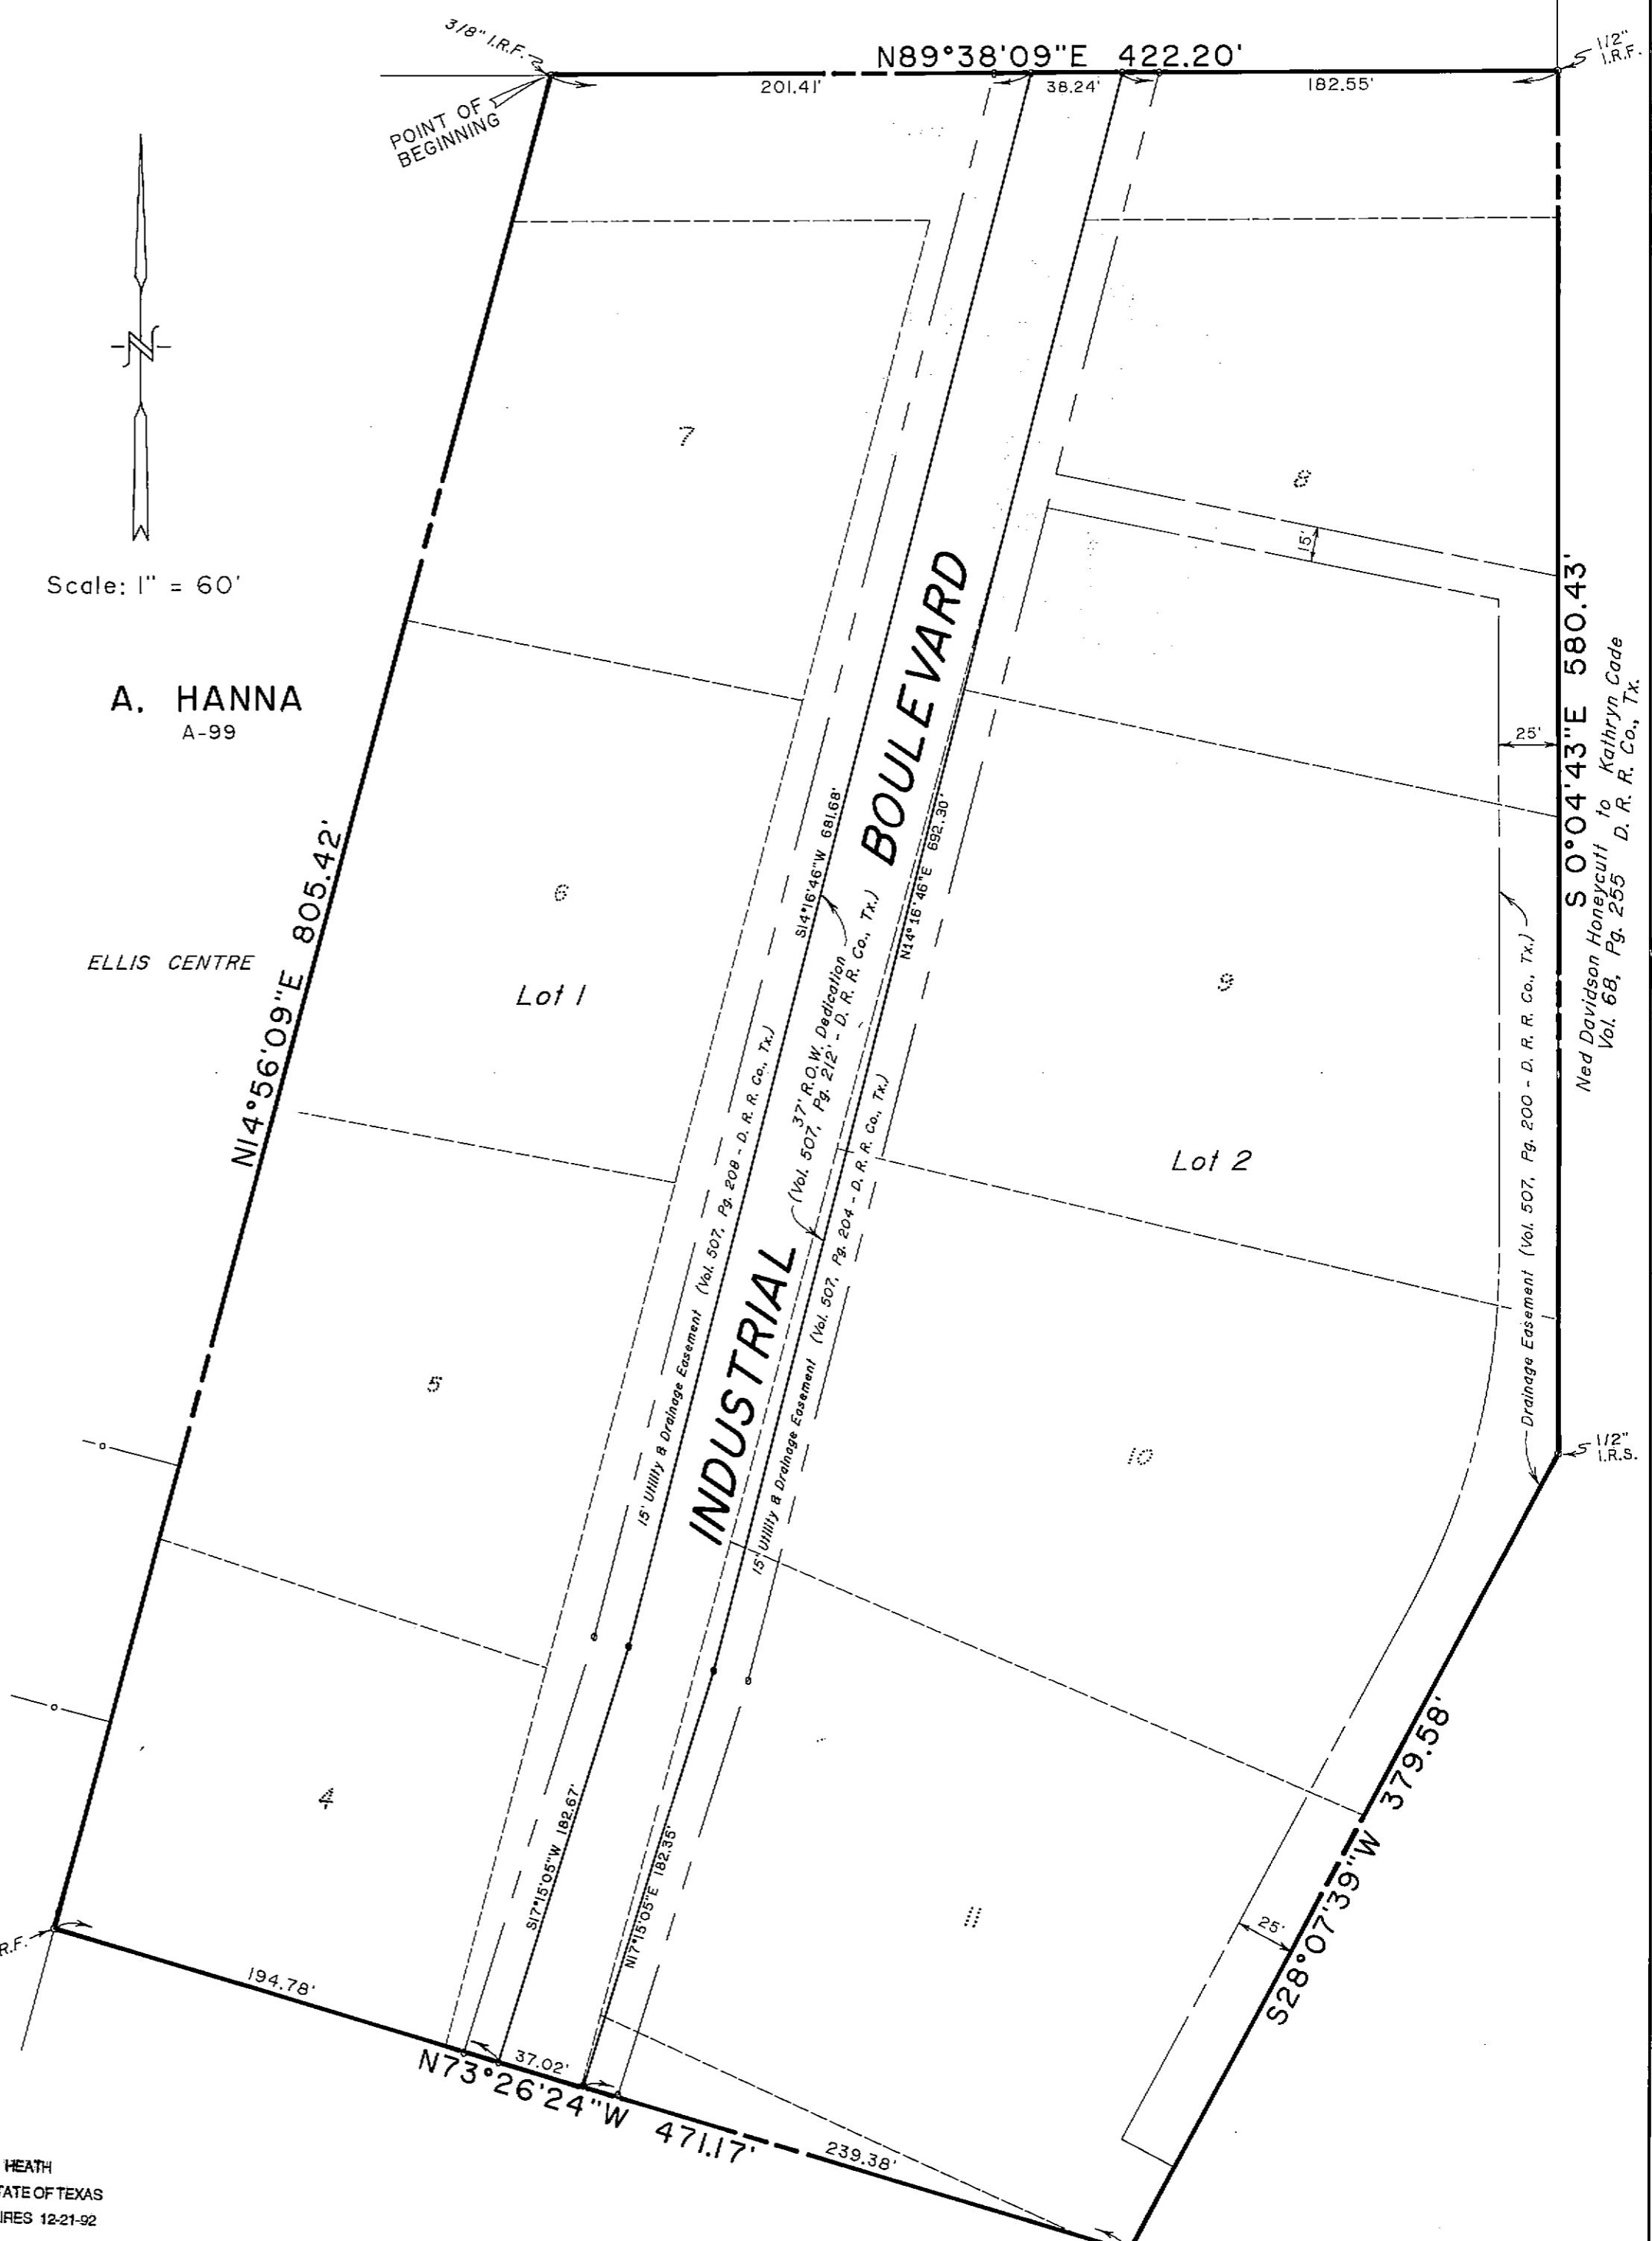 3/8" I.R.F.
N89°38'09"E 422.20'
1/2"
I.R.F.
201.41'
38.24'
182.55'
POINT OF
BEGINNING
N
7
8
15'
Scale: 1" = 60'
A. HANNA
A-99
S 0°04'43"E 580.43'
Ned Davidson Honeycutt to Kathryn Cade
Vol. 68, Pg. 255 D. R. R. Co., Tx.
25'
BOULEVARD
S14°16'46"W 681.68'
N14°16'46"E 692.30'
N14°56'09"E 805.42'
6
ELLIS CENTRE
Lot 1
9
37' R.O.W. Dedication
(Vol. 507, Pg. 212 - D. R. R. Co., Tx.)
Lot 2
Drainage Easement (Vol. 507, Pg. 200 - D. R. R. Co., Tx.)
15' Utility & Drainage Easement (Vol. 507, Pg. 208 - D. R. R. Co., Tx.)
15' Utility & Drainage Easement (Vol. 507, Pg. 204 - D. R. R. Co., Tx.)
INDUSTRIAL
5
10
1/2"
I.R.S.
4
S17°15'05"W 182.67'
N17°15'05"E 182.35'
11
S28°07'39"W 379.58'
25'
R.F.
194.78'
37.02'
N73°26'24"W 471.17'
239.38'
HEATH
TATE OF TEXAS
IRES 12-21-92